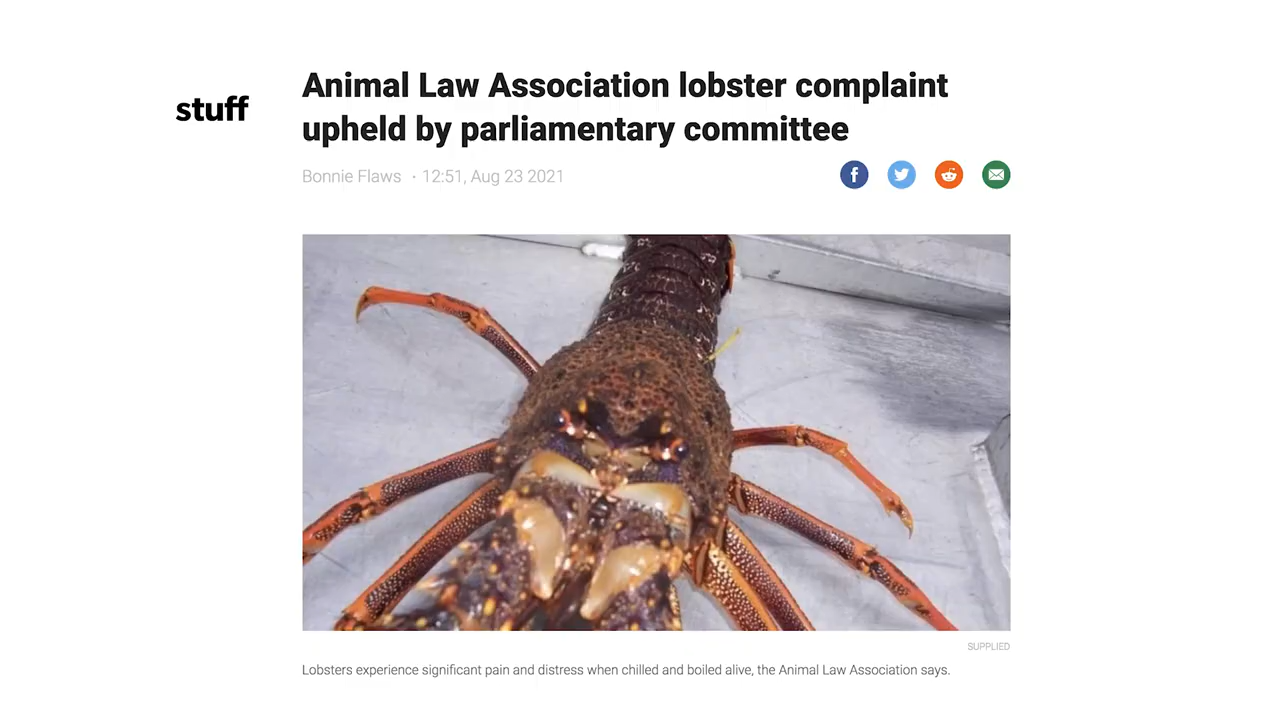 Animal Law Association lobster complaint
upheld by parliamentary committee
stuff
Bonnie Flaws · 12:51, Aug 23 2021
SUPPLIED
Lobsters experience significant pain and distress when chilled and boiled alive, the Animal Law Association says.